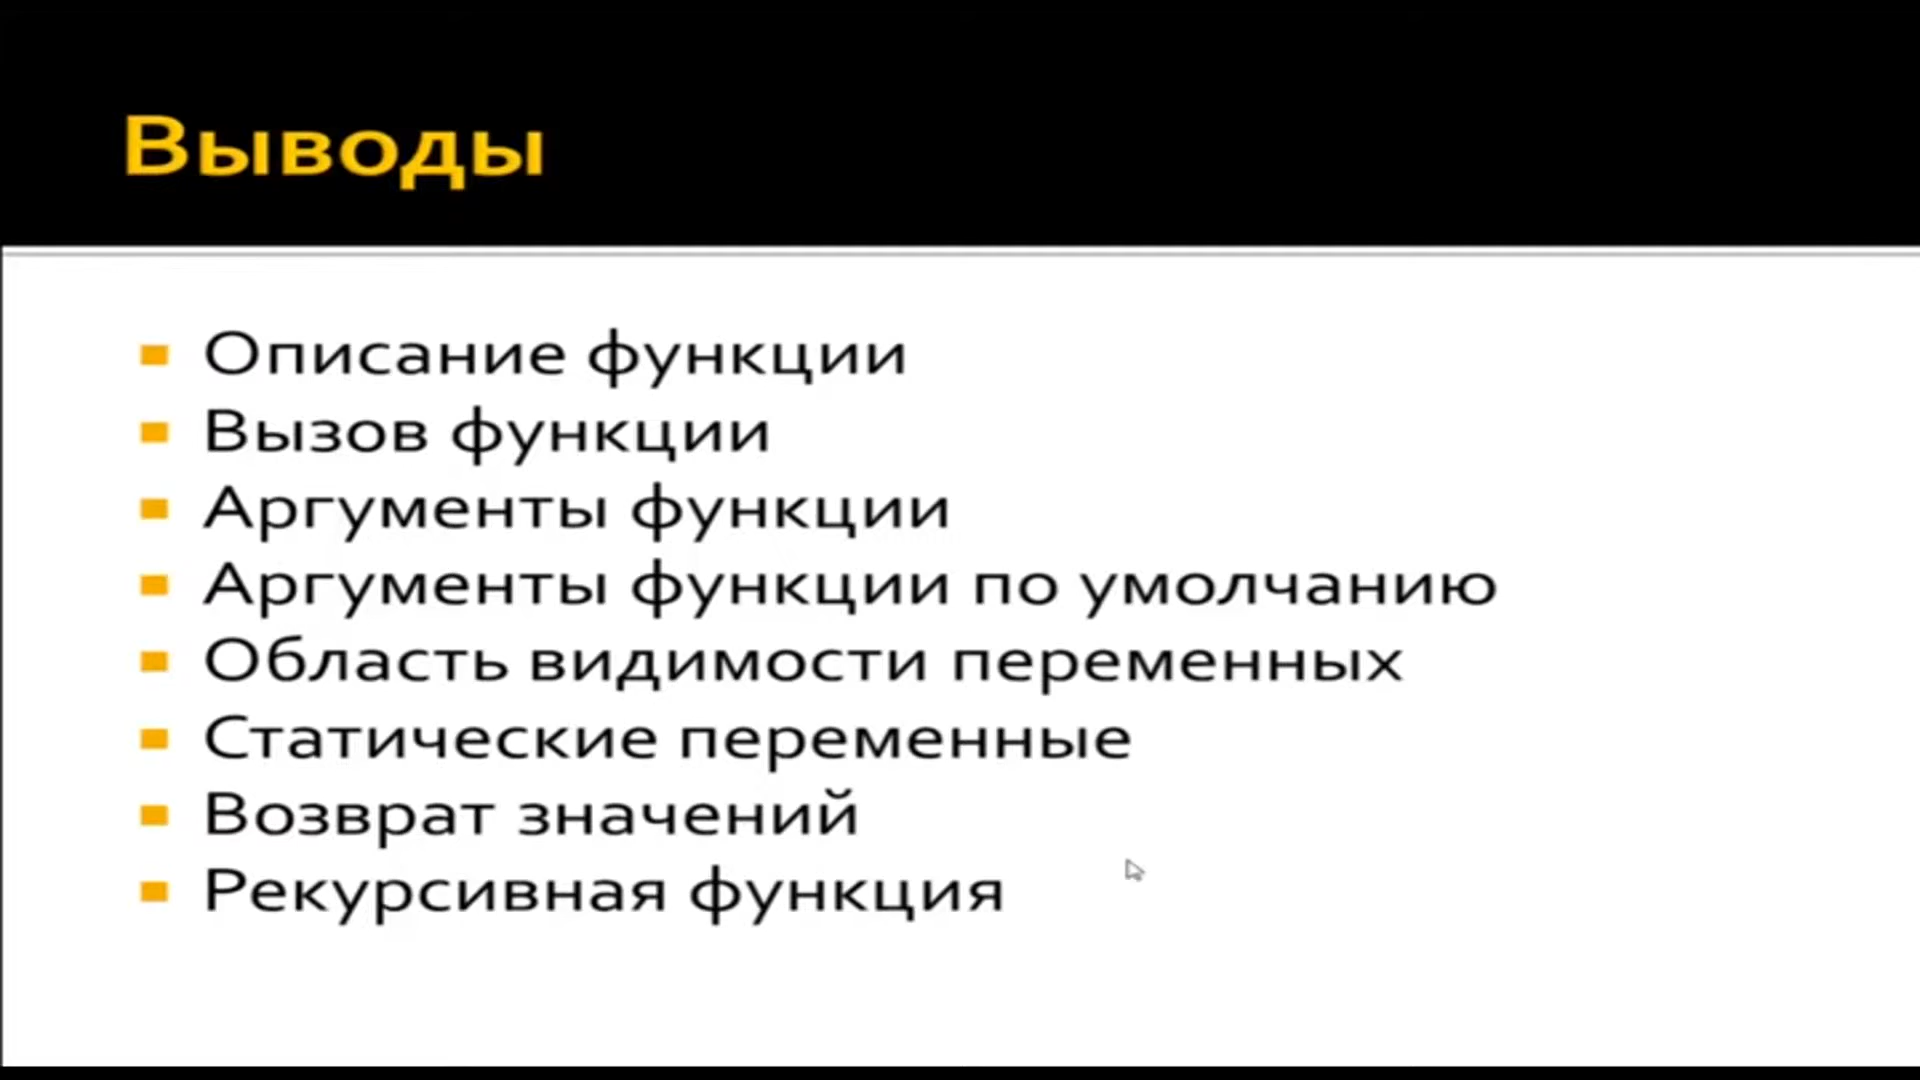 Выводы
Описание функции
Вызов функции
Аргументы функции
Аргументы функции по умолчанию
Область видимости переменных
Статические переменные
Возврат значений
Рекурсивная функция